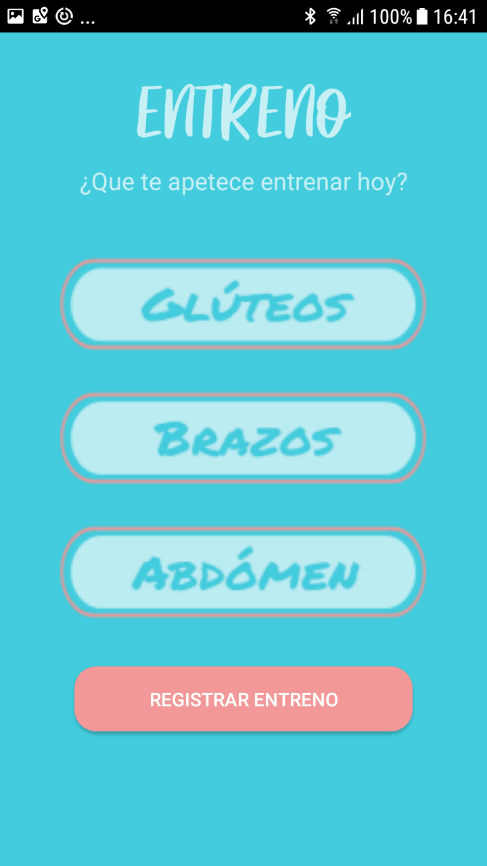 ... 100% 16:41
ENTRENO
¿Que te apetece entrenar hoy?
GLÚTEOS
BRAZOS
ABDÓMEN
REGISTRAR ENTRENO